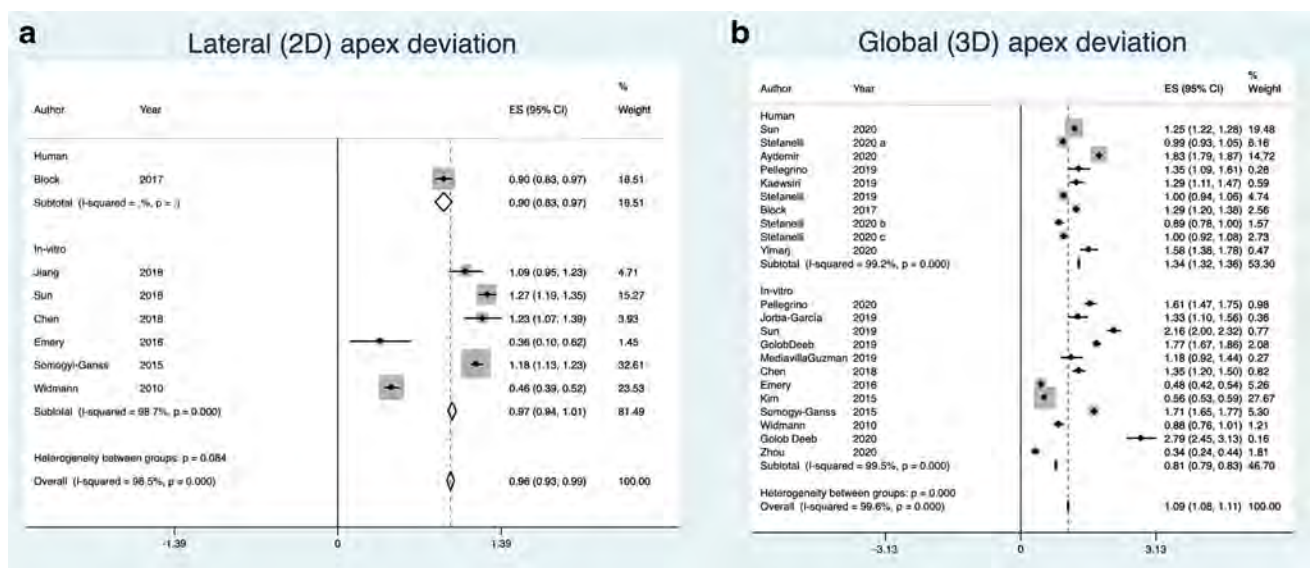 a
Lateral (2D) apex deviation
%
Author Year ES (95% CI) Weight
Human
Block 2017 0.90 (0.83, 0.97) 18.51
Subtotal (I-squared = .%, p = .) 0.90 (0.83, 0.97) 18.51
In-vitro
Jiang 2018 1.09 (0.95, 1.23) 4.71
Sun 2018 1.27 (1.19, 1.35) 15.27
Chen 2018 1.23 (1.07, 1.39) 3.93
Emery 2016 0.36 (0.10, 0.62) 1.45
Somogyi-Ganss 2015 1.18 (1.13, 1.23) 32.61
Widmann 2010 0.46 (0.39, 0.52) 23.53
Subtotal (I-squared = 98.7%, p = 0.000) 0.97 (0.94, 1.01) 81.49
Heterogeneity between groups: p = 0.084
Overall (I-squared = 98.5%, p = 0.000) 0.96 (0.93, 0.99) 100.00
-1.39 0 1.39
b
Global (3D) apex deviation
%
Author Year ES (95% CI) Weight
Human
Sun 2020 1.25 (1.22, 1.28) 19.48
Stefanelli 2020 a 0.99 (0.93, 1.05) 6.16
Aydemir 2020 1.83 (1.79, 1.87) 14.72
Pellegrino 2019 1.35 (1.09, 1.61) 0.28
Kaewsiri 2019 1.29 (1.11, 1.47) 0.59
Stefanelli 2019 1.00 (0.94, 1.06) 4.74
Block 2017 1.29 (1.20, 1.38) 2.56
Stefanelli 2020 b 0.89 (0.78, 1.00) 1.57
Stefanelli 2020 c 1.00 (0.92, 1.08) 2.73
Yimarj 2020 1.58 (1.38, 1.78) 0.47
Subtotal (I-squared = 99.2%, p = 0.000) 1.34 (1.32, 1.36) 53.30
In-vitro
Pellegrino 2020 1.61 (1.47, 1.75) 0.98
Jorba-García 2019 1.33 (1.10, 1.56) 0.36
Sun 2019 2.16 (2.00, 2.32) 0.77
GolobDeeb 2019 1.77 (1.67, 1.86) 2.08
MediavillaGuzman 2019 1.18 (0.92, 1.44) 0.27
Chen 2018 1.35 (1.20, 1.50) 0.82
Emery 2016 0.48 (0.42, 0.54) 5.26
Kim 2015 0.56 (0.53, 0.59) 27.67
Somogyi-Ganss 2015 1.71 (1.65, 1.77) 5.30
Widmann 2010 0.88 (0.76, 1.01) 1.21
Golob Deeb 2020 2.79 (2.45, 3.13) 0.16
Zhou 2020 0.34 (0.24, 0.44) 1.81
Subtotal (I-squared = 99.5%, p = 0.000) 0.81 (0.79, 0.83) 46.70
Heterogeneity between groups: p = 0.000
Overall (I-squared = 99.6%, p = 0.000) 1.09 (1.08, 1.11) 100.00
-3.13 0 3.13